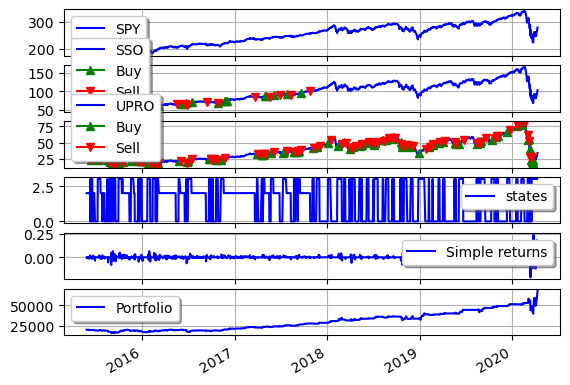 300
200
SPY
150
100
50
SSO
Buy
Sell
75
50
25
UPRO
Buy
Sell
2.5
0.0
states
0.25
0.00
Simple returns
50000
25000
Portfolio
2016
2017
2018
2019
2020